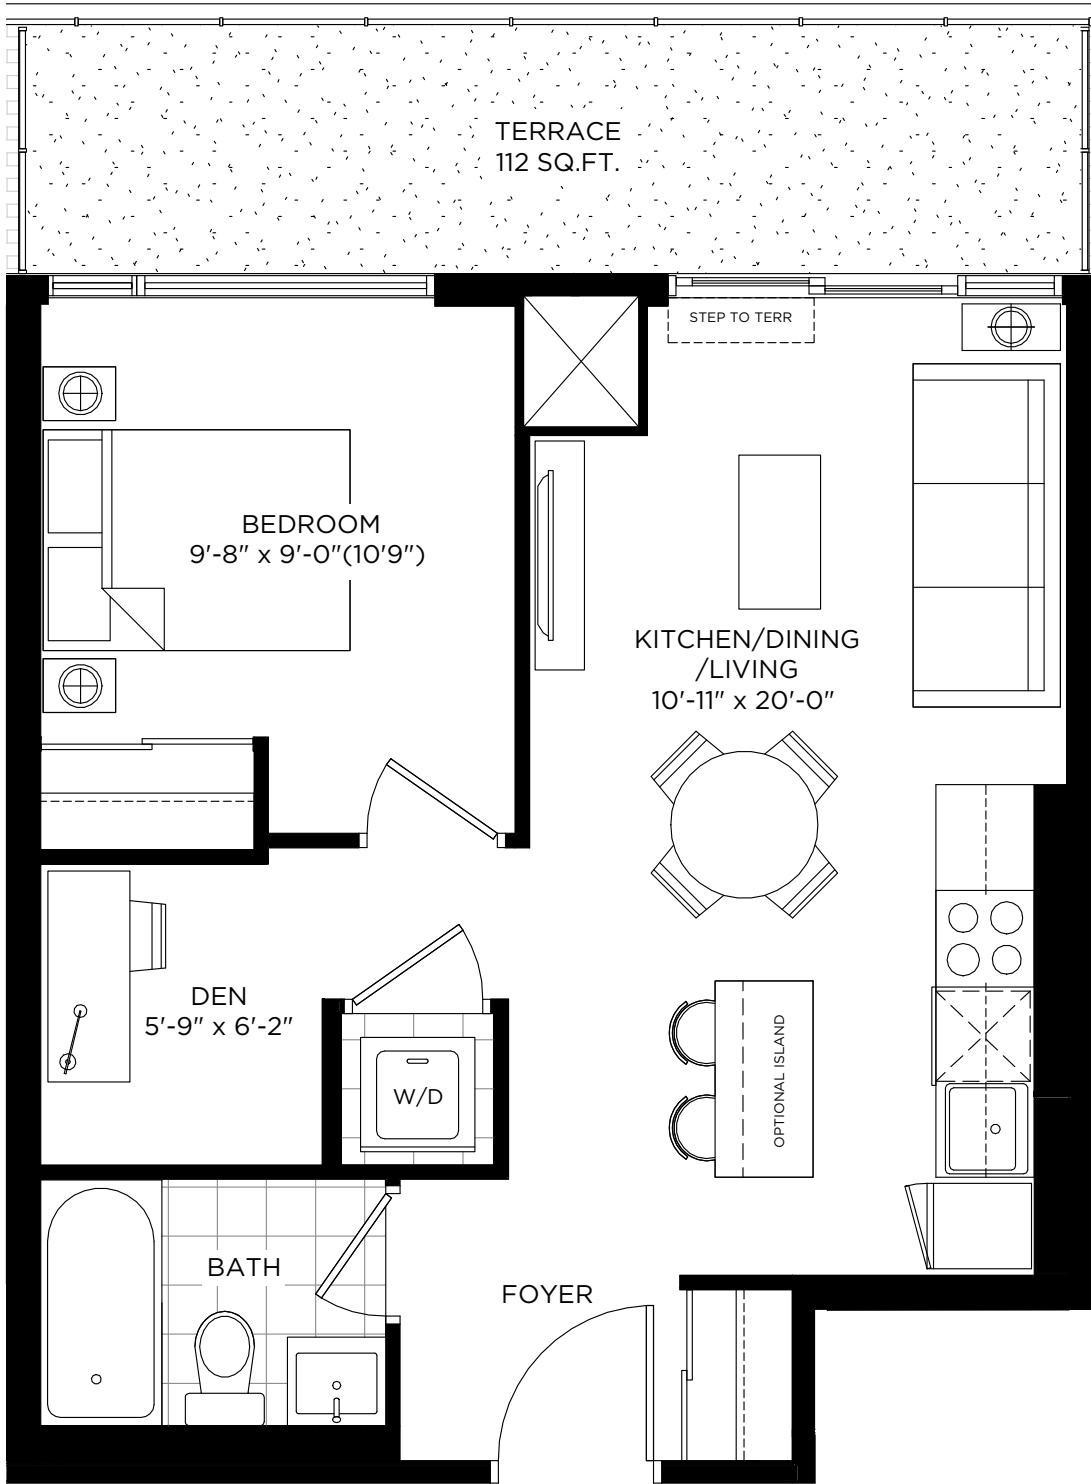 TERRACE
112 SQ.FT.
STEP TO TERR
BEDROOM
9'-8" x 9'-0"(10'9")
KITCHEN/DINING
/LIVING
10'-11" x 20'-0"
DEN
5'-9" x 6'-2"
W/D
OPTIONAL ISLAND
BATH
FOYER